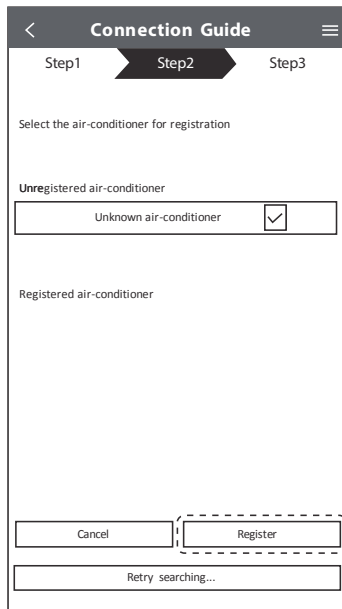 Connection Guide
Step1 Step2 Step3
Select the air-conditioner for registration
Unregistered air-conditioner
Unknown air-conditioner
Registered air-conditioner
Cancel Register
Retry searching...